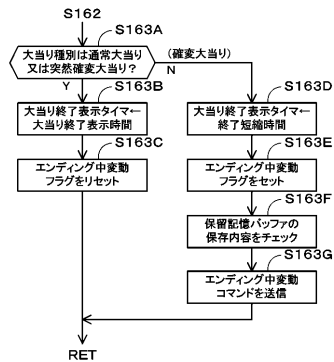 S162
S163A
大当り種別は通常大当り
又は突然確変大当り?
(確変大当り)
Y
N
S163B
大当り終了表示タイマ←
大当り終了表示時間
S163C
エンディング中変動
フラグをリセット
S163D
大当り終了表示タイマ←
終了短縮時間
S163E
エンディング中変動
フラグをセット
S163F
保留記憶バッファの
保存内容をチェック
S163G
エンディング中変動
コマンドを送信
RET